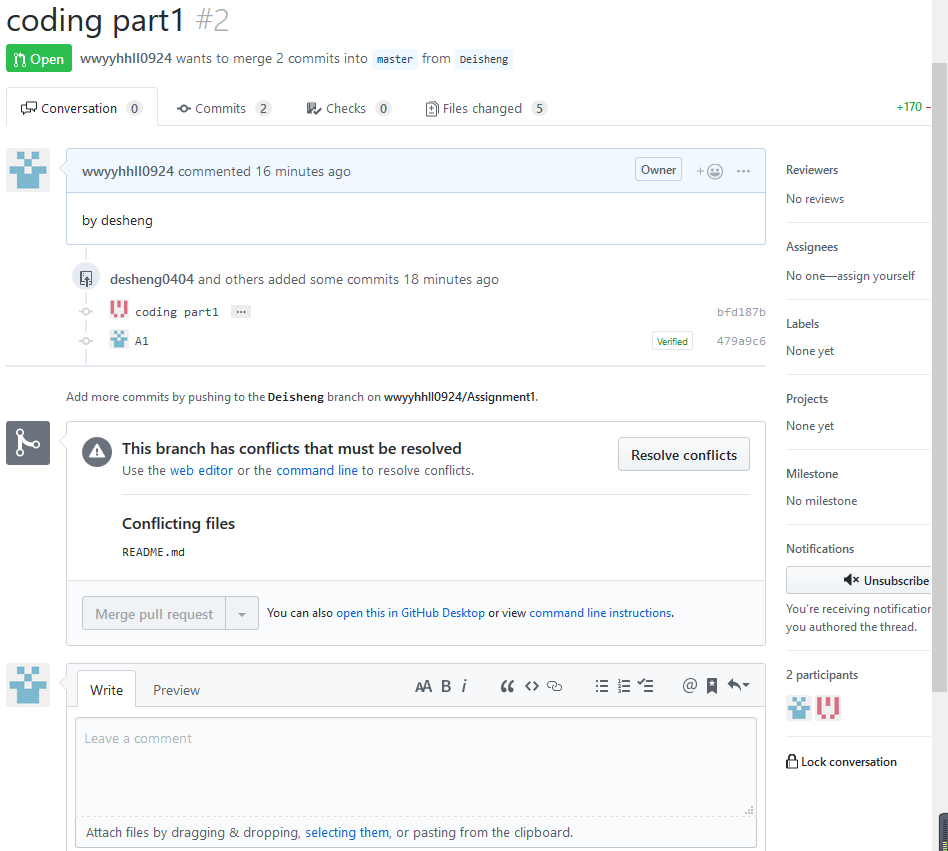 coding part1 #2
Open wwyyhhll0924 wants to merge 2 commits into master from Deisheng
Conversation 0 Commits 2 Checks 0 Files changed 5 +170 −
wwyyhhll0924 commented 16 minutes ago Owner + ...
by desheng
desheng0404 and others added some commits 18 minutes ago
coding part1 ... bfd187b
A1 Verified 479a9c6
Add more commits by pushing to the Deisheng branch on wwyyhhll0924/Assignment1.
This branch has conflicts that must be resolved
Use the web editor or the command line to resolve conflicts.
Resolve conflicts
Conflicting files
README.md
Merge pull request You can also open this in GitHub Desktop or view command line instructions.
Write Preview AA B i “ <> @
Leave a comment
Attach files by dragging & dropping, selecting them, or pasting from the clipboard.
Reviewers
No reviews
Assignees
No one—assign yourself
Labels
None yet
Projects
None yet
Milestone
No milestone
Notifications
Unsubscribe
You’re receiving notification
you authored the thread.
2 participants
Lock conversation